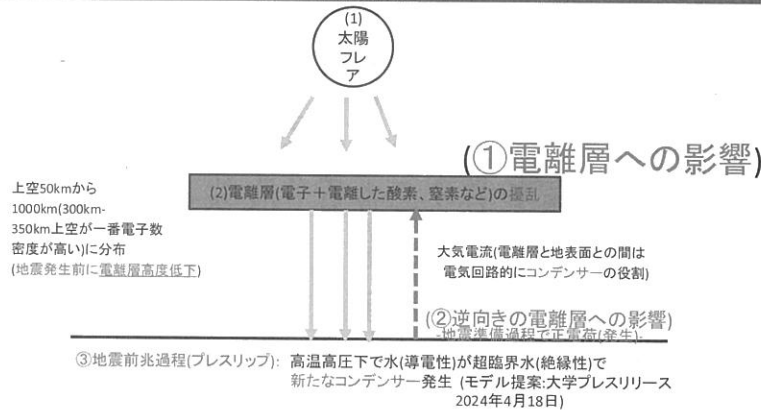 (1)
太陽
フレ
ア
(①電離層への影響)
上空50kmから
1000km(300km-
350km上空が一番電子数
密度が高い)に分布
(地震発生前に電離層高度低下)
(2)電離層(電子＋電離した酸素、窒素など)の擾乱
大気電流(電離層と地表面との間は
電気回路的にコンデンサーの役割)
(②逆向きの電離層への影響)
-地震準備過程で正電荷(発生)-
③地震前兆過程(プレスリップ): 高温高圧下で水(導電性)が超臨界水(絶縁性)で
新たなコンデンサー発生 (モデル提案:大学プレスリリース
2024年4月18日)